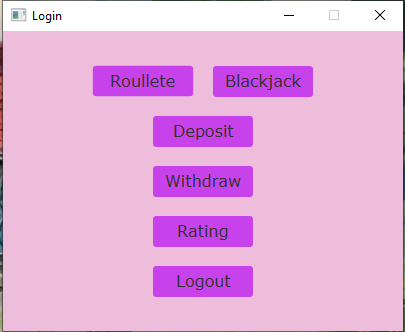 Login
Roullete Blackjack
Deposit
Withdraw
Rating
Logout